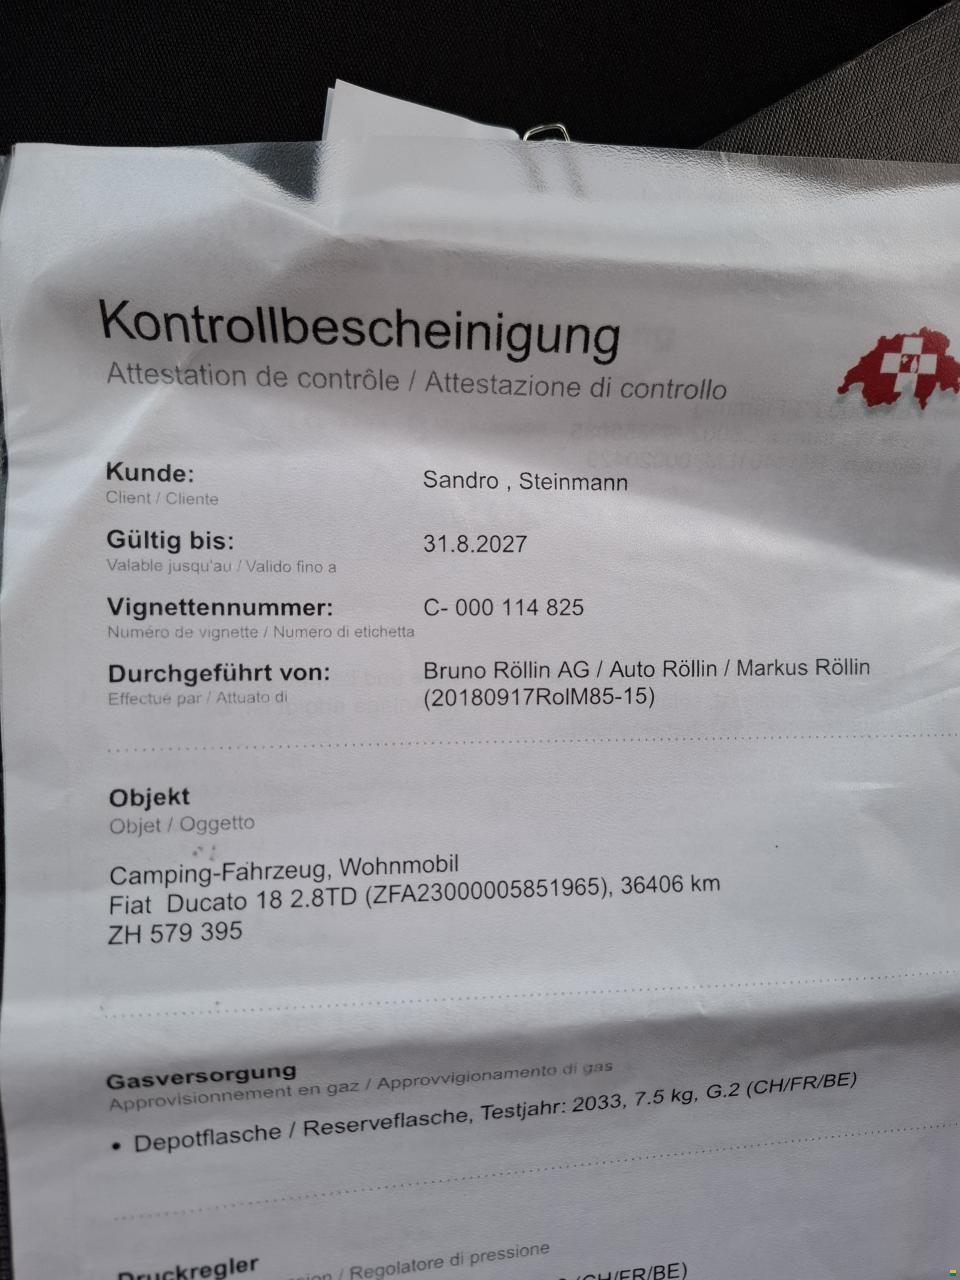 Kontrollbescheinigung
Attestation de contrôle / Attestazione di controllo
Kunde: Sandro , Steinmann
Client / Cliente
Gültig bis: 31.8.2027
Valable jusqu'au / Valido fino a
Vignettennummer: C- 000 114 825
Numéro de vignette / Numero di etichetta
Durchgeführt von: Bruno Röllin AG / Auto Röllin / Markus Röllin
Effectué par / Attuato di (20180917RolM85-15)
Objekt
Objet / Oggetto
Camping-Fahrzeug, Wohnmobil
Fiat Ducato 18 2.8TD (ZFA23000005851965), 36406 km
ZH 579 395
Gasversorgung
Approvisionnement en gaz / Approvvigionamento di gas
• Depotflasche / Reserveflasche, Testjahr: 2033, 7.5 kg, G.2 (CH/FR/BE)
Druckregler
/ Regolatore di pressione
(CH/FR/BE)